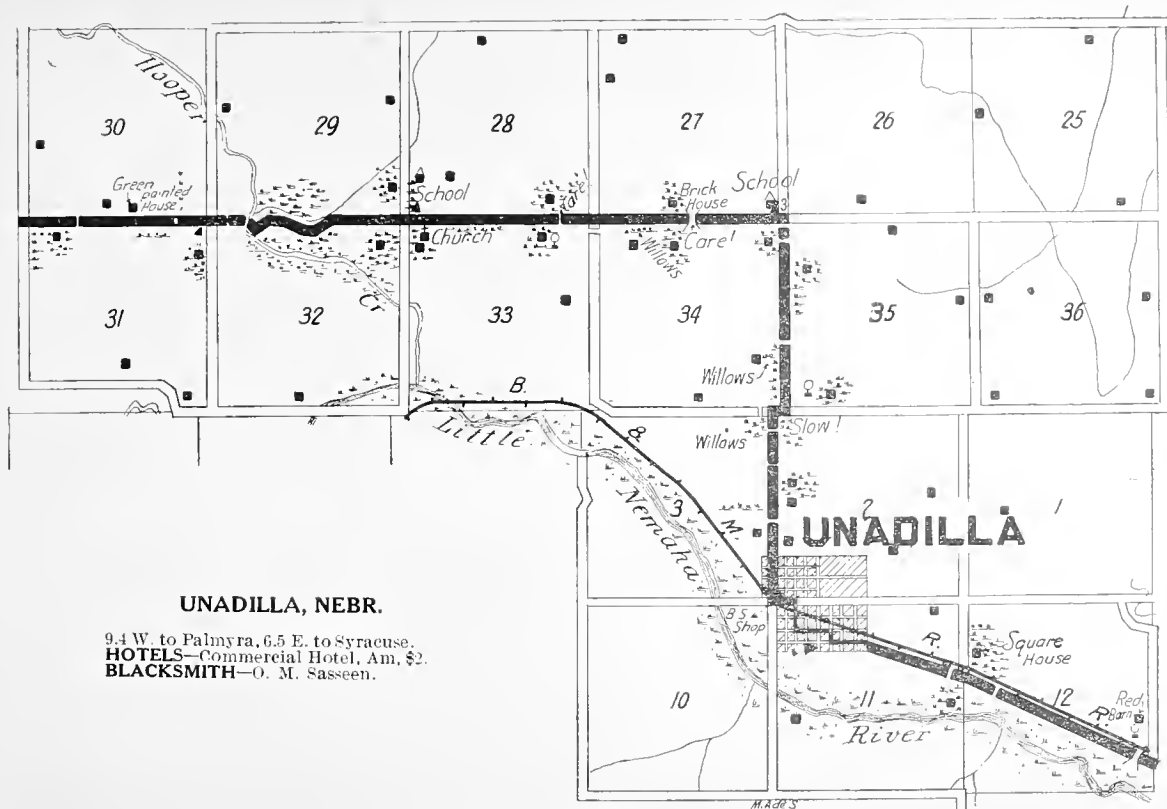 Hooper
30
29
28
27
26
25
Green
painted
House
School
Care!
Brick
House
School
3
Church
Willows
Care!
Cr
31
32
33
34
35
36
Willows
B.
Willows
Slow!
Little
&
Nemaha
3
M.
2
1
UNADILLA
UNADILLA, NEBR.
9.4 W. to Palmyra, 6.5 E. to Syracuse.
HOTELS—Commercial Hotel, Am, $2.
BLACKSMITH—O. M. Sasseen.
B S
Shop
R.
Square
House
10
11
12
R
Red
Barn
River
M. Ade S